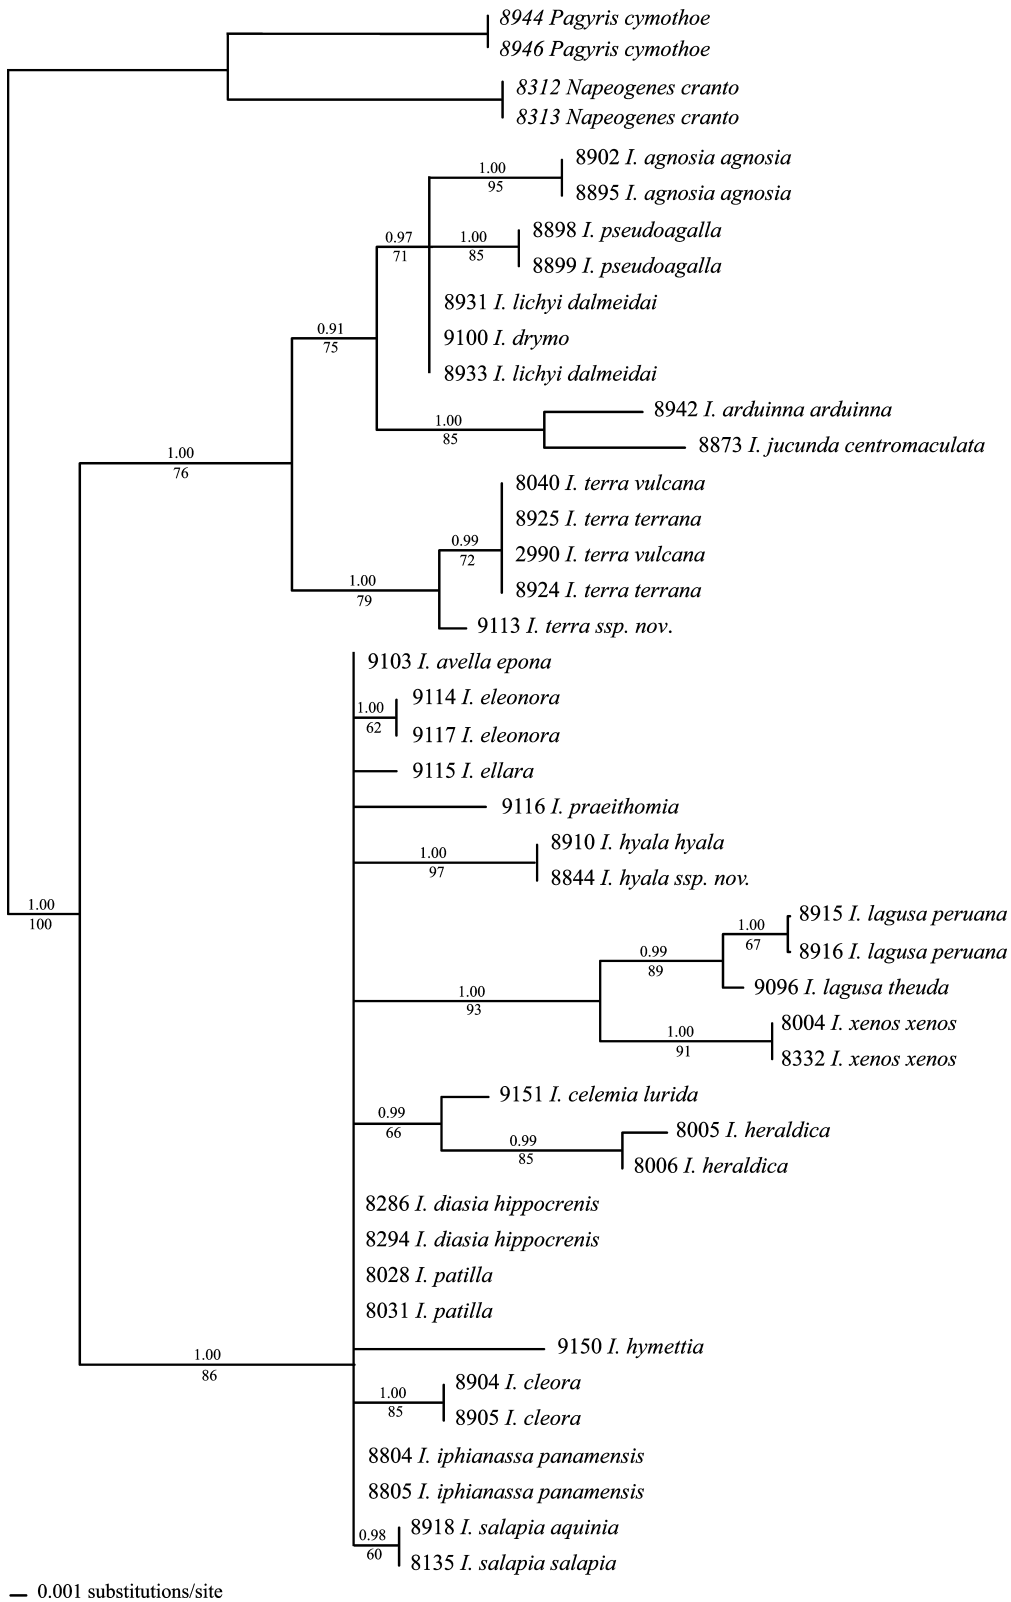 8944 Pagyris cymothoe
8946 Pagyris cymothoe
8312 Napeogenes cranto
8313 Napeogenes cranto
8902 I. agnosia agnosia
1.00
95
8895 I. agnosia agnosia
8898 I. pseudoagalla
0.97
71
1.00
85
8899 I. pseudoagalla
8931 I. lichyi dalmeidai
0.91
75
9100 I. drymo
8933 I. lichyi dalmeidai
8942 I. arduinna arduinna
1.00
85
8873 I. jucunda centromaculata
1.00
76
8040 I. terra vulcana
8925 I. terra terrana
0.99
72
2990 I. terra vulcana
8924 I. terra terrana
1.00
79
9113 I. terra ssp. nov.
9103 I. avella epona
9114 I. eleonora
1.00
62
9117 I. eleonora
9115 I. ellara
9116 I. praeithomia
8910 I. hyala hyala
1.00
97
8844 I. hyala ssp. nov.
1.00
100
8915 I. lagusa peruana
1.00
67
8916 I. lagusa peruana
0.99
89
9096 I. lagusa theuda
1.00
93
8004 I. xenos xenos
1.00
91
8332 I. xenos xenos
9151 I. celemia lurida
0.99
66
8005 I. heraldica
0.99
85
8006 I. heraldica
8286 I. diasia hippocrenis
8294 I. diasia hippocrenis
8028 I. patilla
8031 I. patilla
9150 I. hymettia
1.00
86
8904 I. cleora
1.00
85
8905 I. cleora
8804 I. iphianassa panamensis
8805 I. iphianassa panamensis
8918 I. salapia aquinia
0.98
60
8135 I. salapia salapia
0.001 substitutions/site